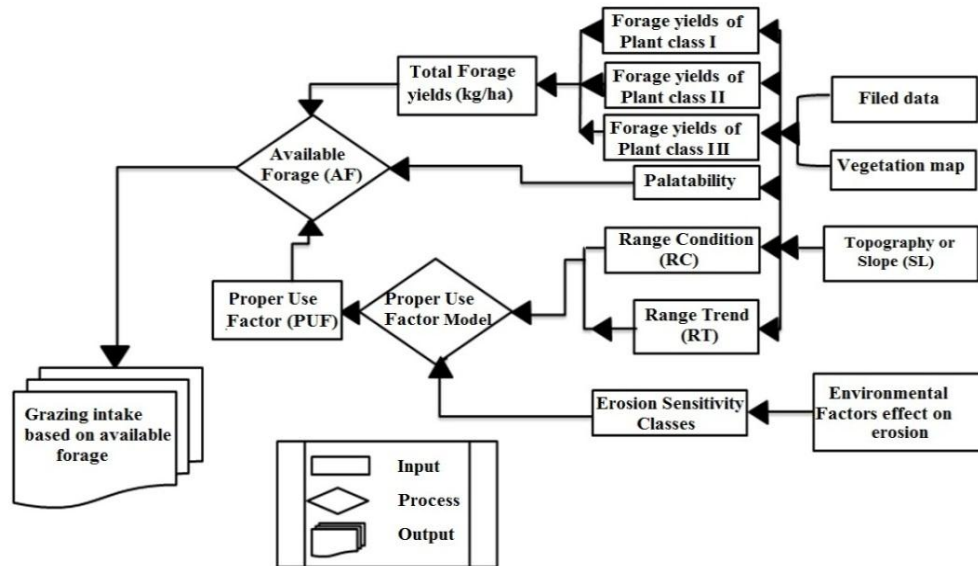 Forage yields of
Plant class I
Total Forage
yields (kg/ha)
Forage yields of
Plant class II
Filed data
Forage yields of
Plant class III
Available
Forage (AF)
Palatability
Vegetation map
Range Condition
(RC)
Topography or
Slope (SL)
Proper Use
Factor (PUF)
Proper Use
Factor Model
Range Trend
(RT)
Grazing intake
based on available
forage
Erosion Sensitivity
Classes
Environmental
Factors effect on
erosion
Input
Process
Output